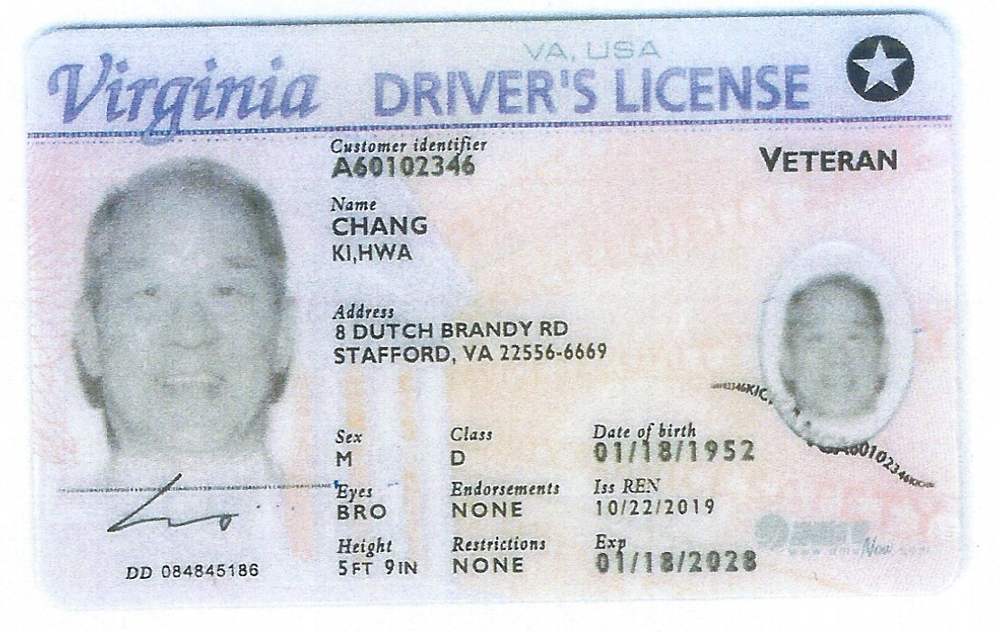 VA, USA
Virginia DRIVER'S LICENSE
Customer identifier
A60102346
VETERAN
Name
CHANG
KI,HWA
Address
8 DUTCH BRANDY RD
STAFFORD, VA 22556-6669
Sex
M
Class
D
Date of birth
01/18/1952
Eyes
BRO
Endorsements
NONE
Iss REN
10/22/2019
Height
5FT 9IN
Restrictions
NONE
Exp
01/18/2028
DD 084845186